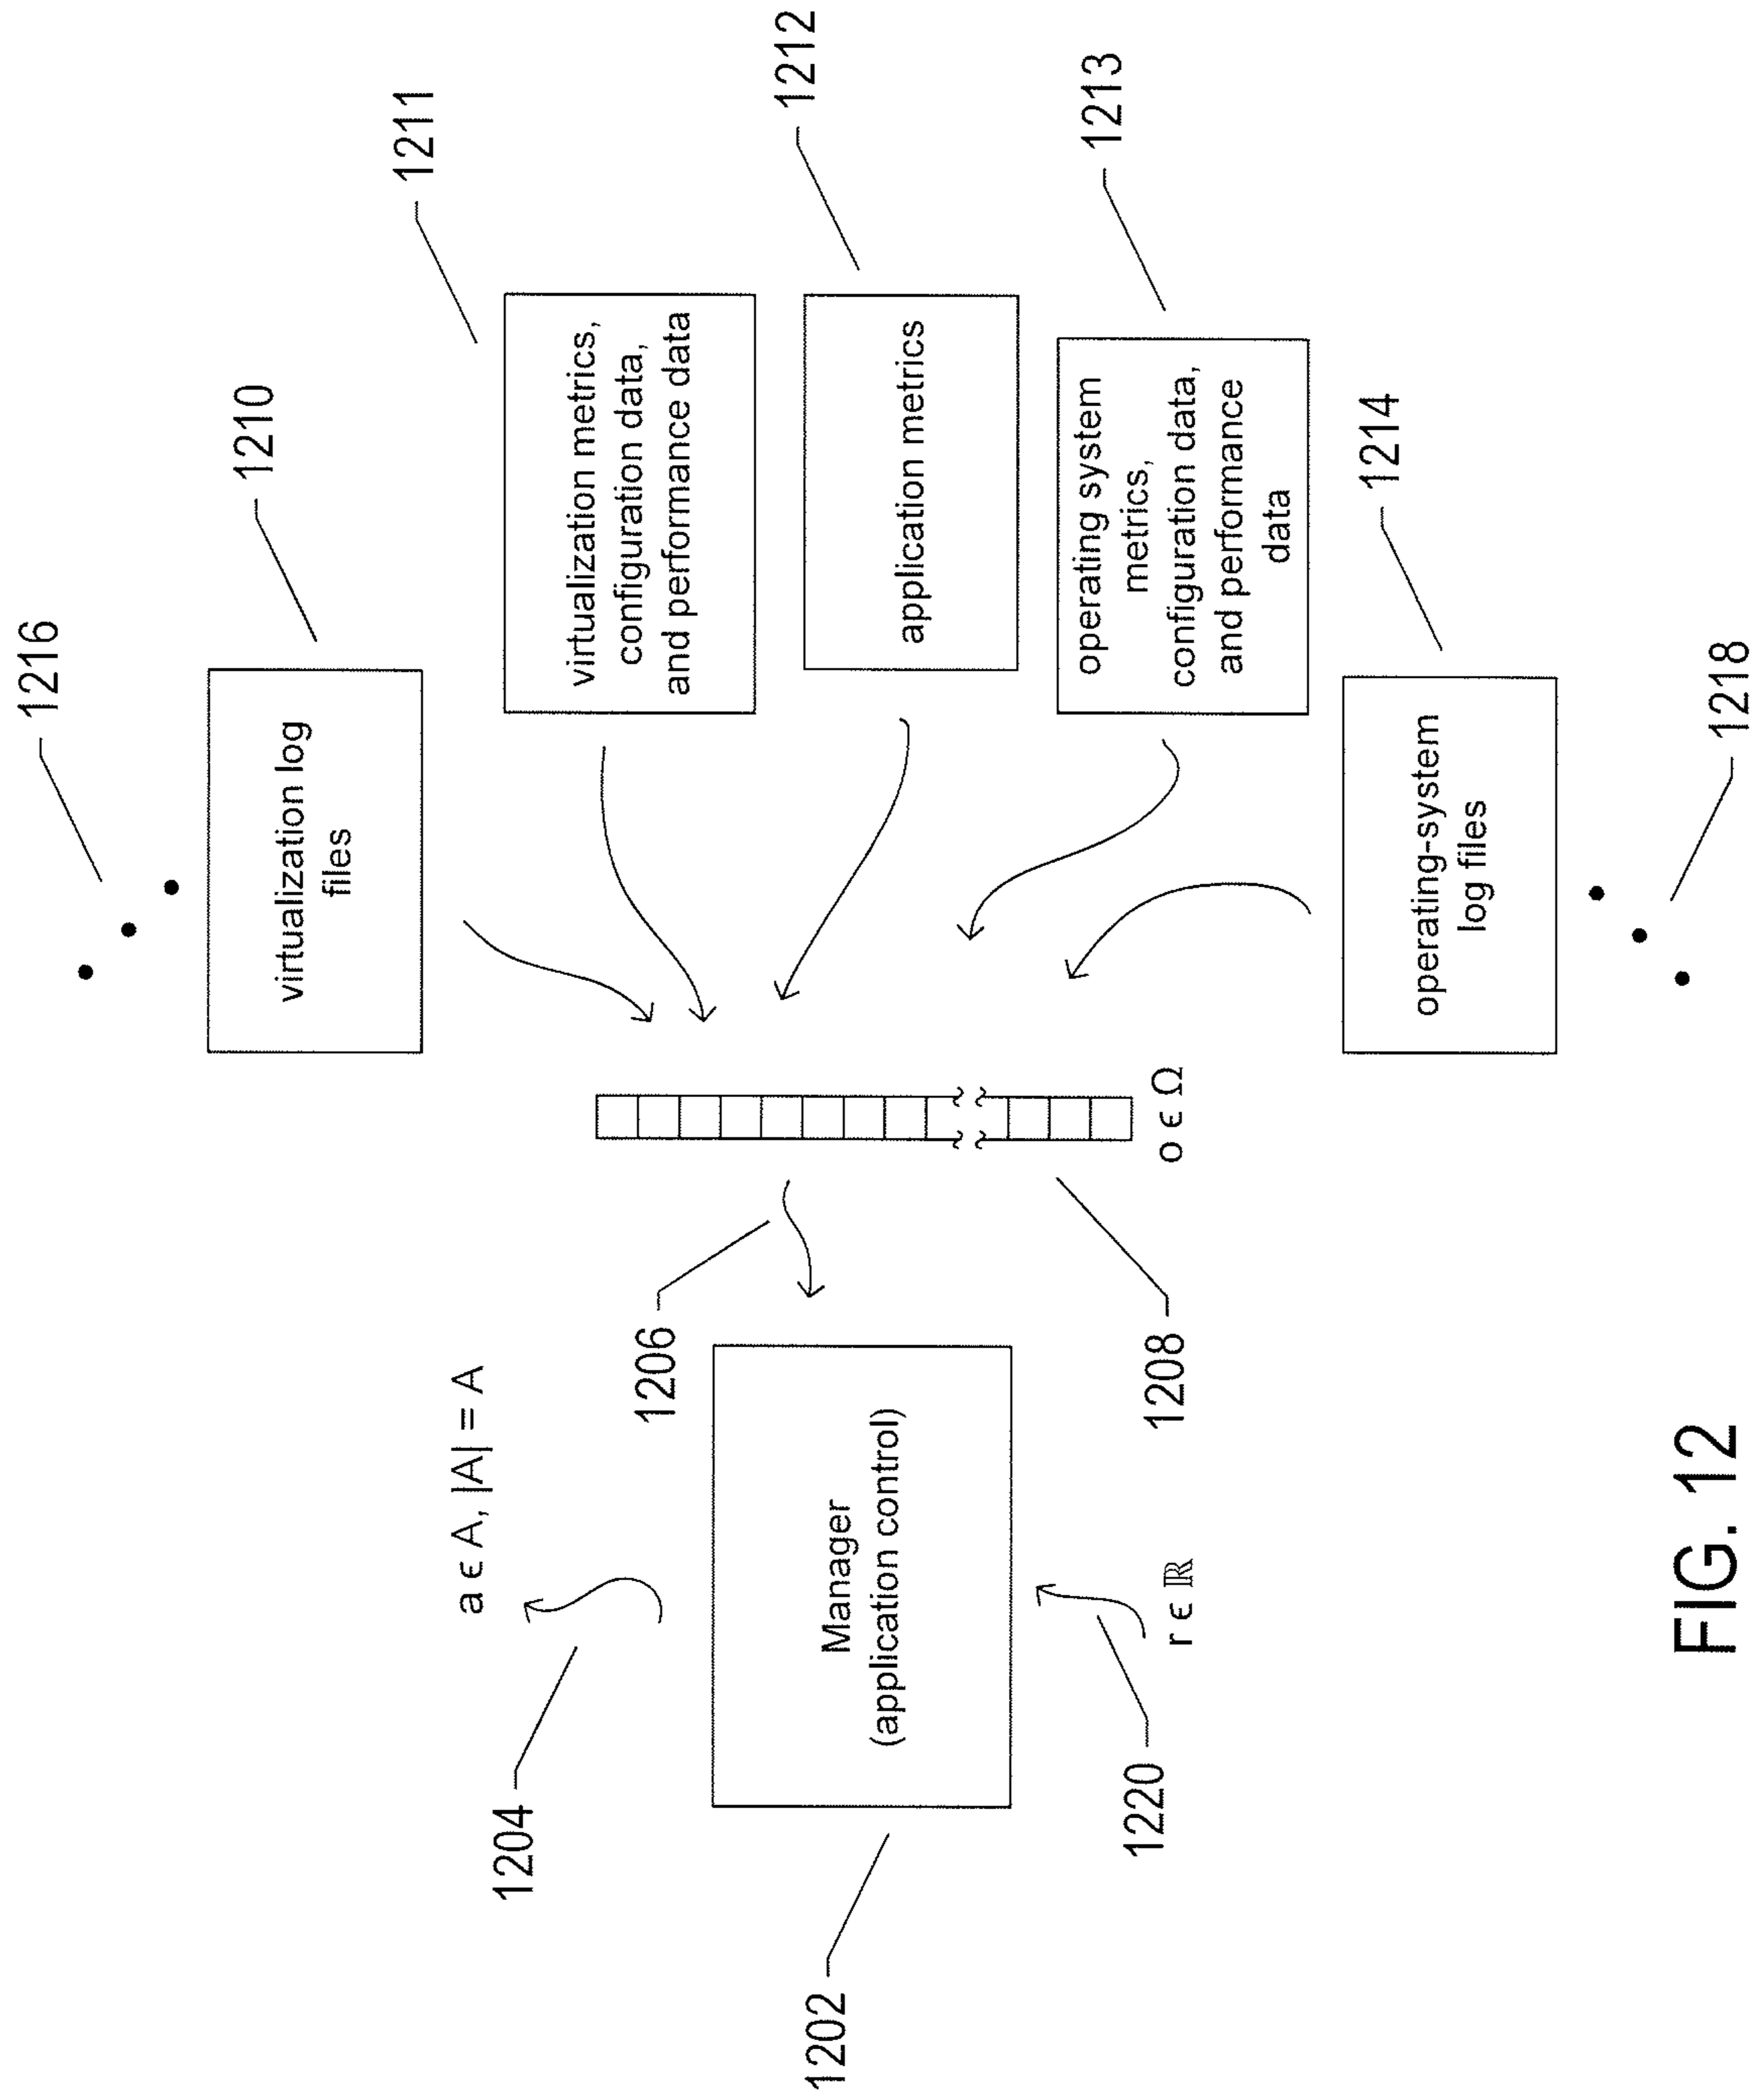 1216
1210
virtualization log
files
1211
virtualization metrics,
configuration data,
and performance data
1212
application metrics
1213
operating system
metrics,
configuration data,
and performance
data
1214
operating-system
log files
1218
o ϵ Ω
1206
1208
a ϵ A, |A| = A
1204
Manager
(application control)
1202
1220
r ϵ ℝ
FIG. 12